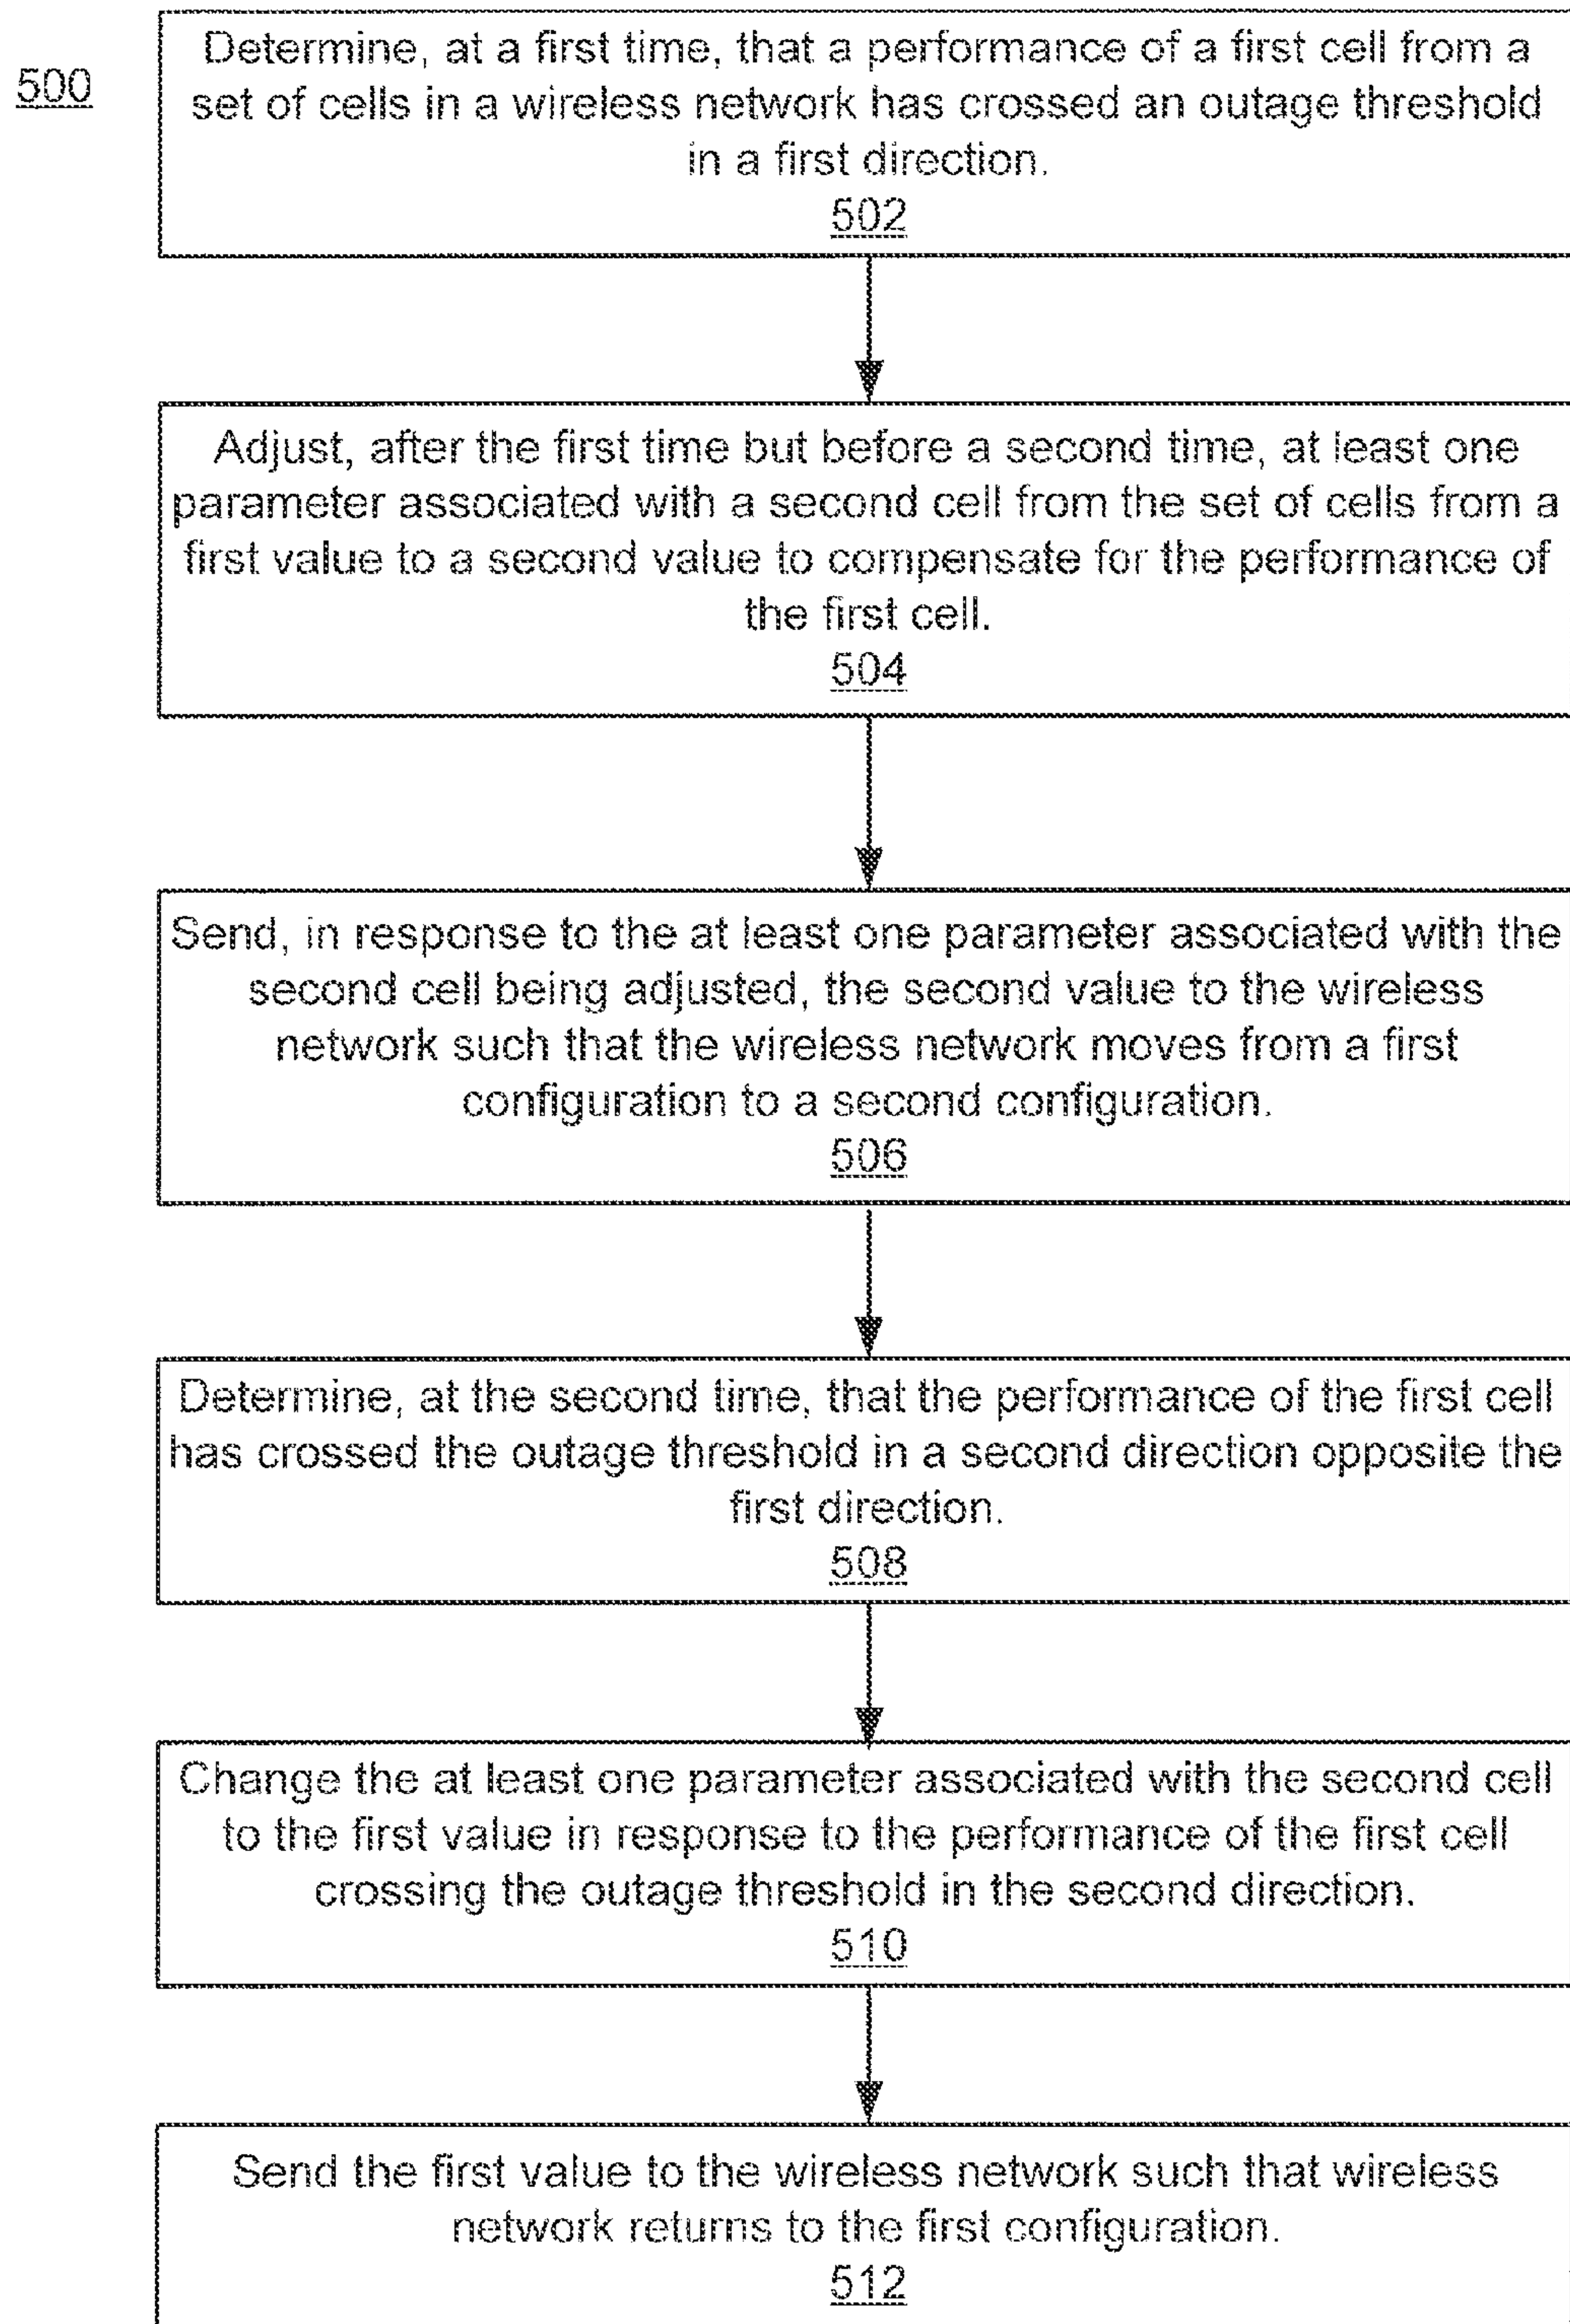 500
Determine, at a first time, that a performance of a first cell from a
set of cells in a wireless network has crossed an outage threshold
in a first direction.
502
Adjust, after the first time but before a second time, at least one
parameter associated with a second cell from the set of cells from a
first value to a second value to compensate for the performance of
the first cell.
504
Send, in response to the at least one parameter associated with the
second cell being adjusted, the second value to the wireless
network such that the wireless network moves from a first
configuration to a second configuration.
506
Determine, at the second time, that the performance of the first cell
has crossed the outage threshold in a second direction opposite the
first direction.
508
Change the at least one parameter associated with the second cell
to the first value in response to the performance of the first cell
crossing the outage threshold in the second direction.
510
Send the first value to the wireless network such that wireless
network returns to the first configuration.
512